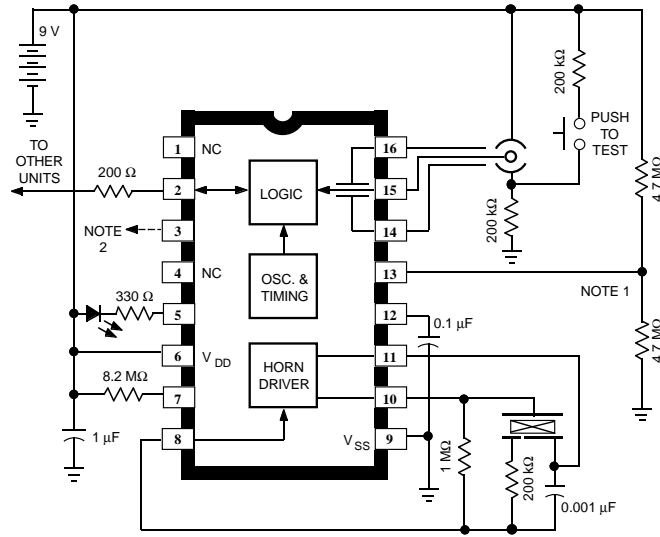 9 V
TO
OTHER
UNITS
200 Ω
NOTE
2
330 Ω
8.2 MΩ
1 µF
1
NC
2
3
4
NC
5
6
V DD
7
8
LOGIC
OSC. &
TIMING
HORN
DRIVER
16
15
14
13
12
11
10
9
V SS
0.1 µF
200 kΩ
PUSH
TO
TEST
200 kΩ
4.7 MΩ
NOTE 1
4.7 MΩ
1 MΩ
200 kΩ
0.001 µF